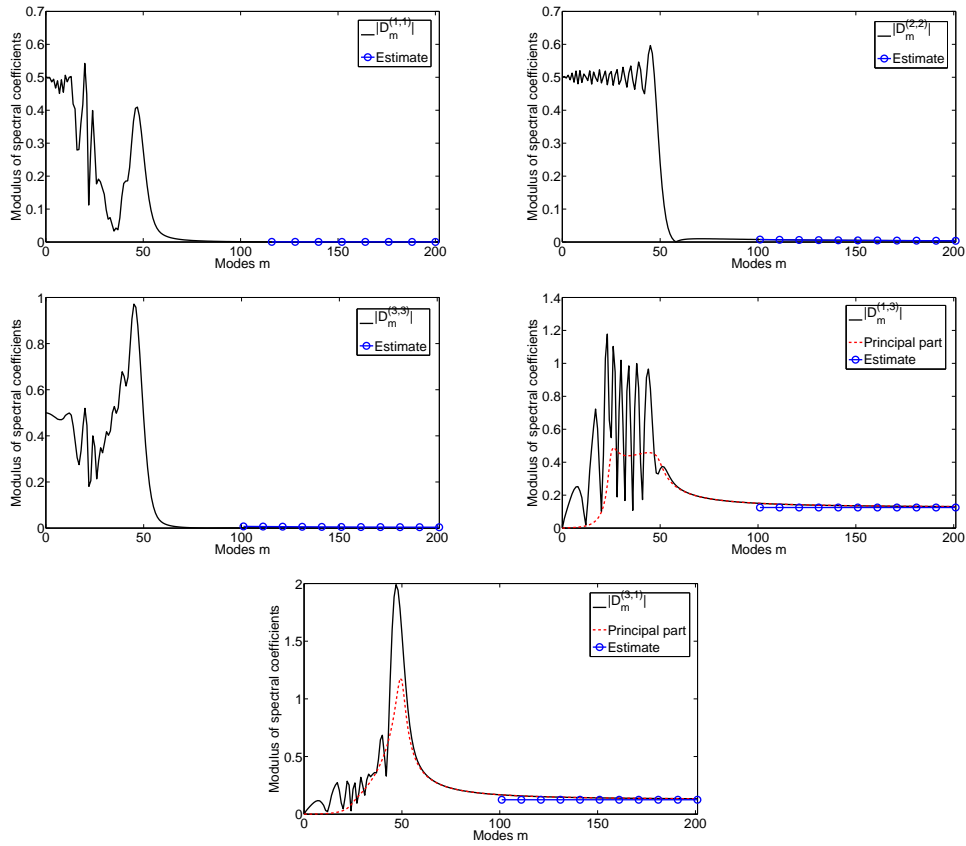 0.7
0.6
0.5
0.4
0.3
0.2
0.1
0
0 50 100 150 200
Modes m
Modulus of spectral coefficients
|D_m^(1,1)|
Estimate
0.7
0.6
0.5
0.4
0.3
0.2
0.1
0
0 50 100 150 200
Modes m
Modulus of spectral coefficients
|D_m^(2,2)|
Estimate
1
0.8
0.6
0.4
0.2
0
0 50 100 150 200
Modes m
Modulus of spectral coefficients
|D_m^(3,3)|
Estimate
1.4
1.2
1
0.8
0.6
0.4
0.2
0
0 50 100 150 200
Modes m
Modulus of spectral coefficients
|D_m^(1,3)|
Principal part
Estimate
2
1.5
1
0.5
0
0 50 100 150 200
Modes m
Modulus of spectral coefficients
|D_m^(3,1)|
Principal part
Estimate